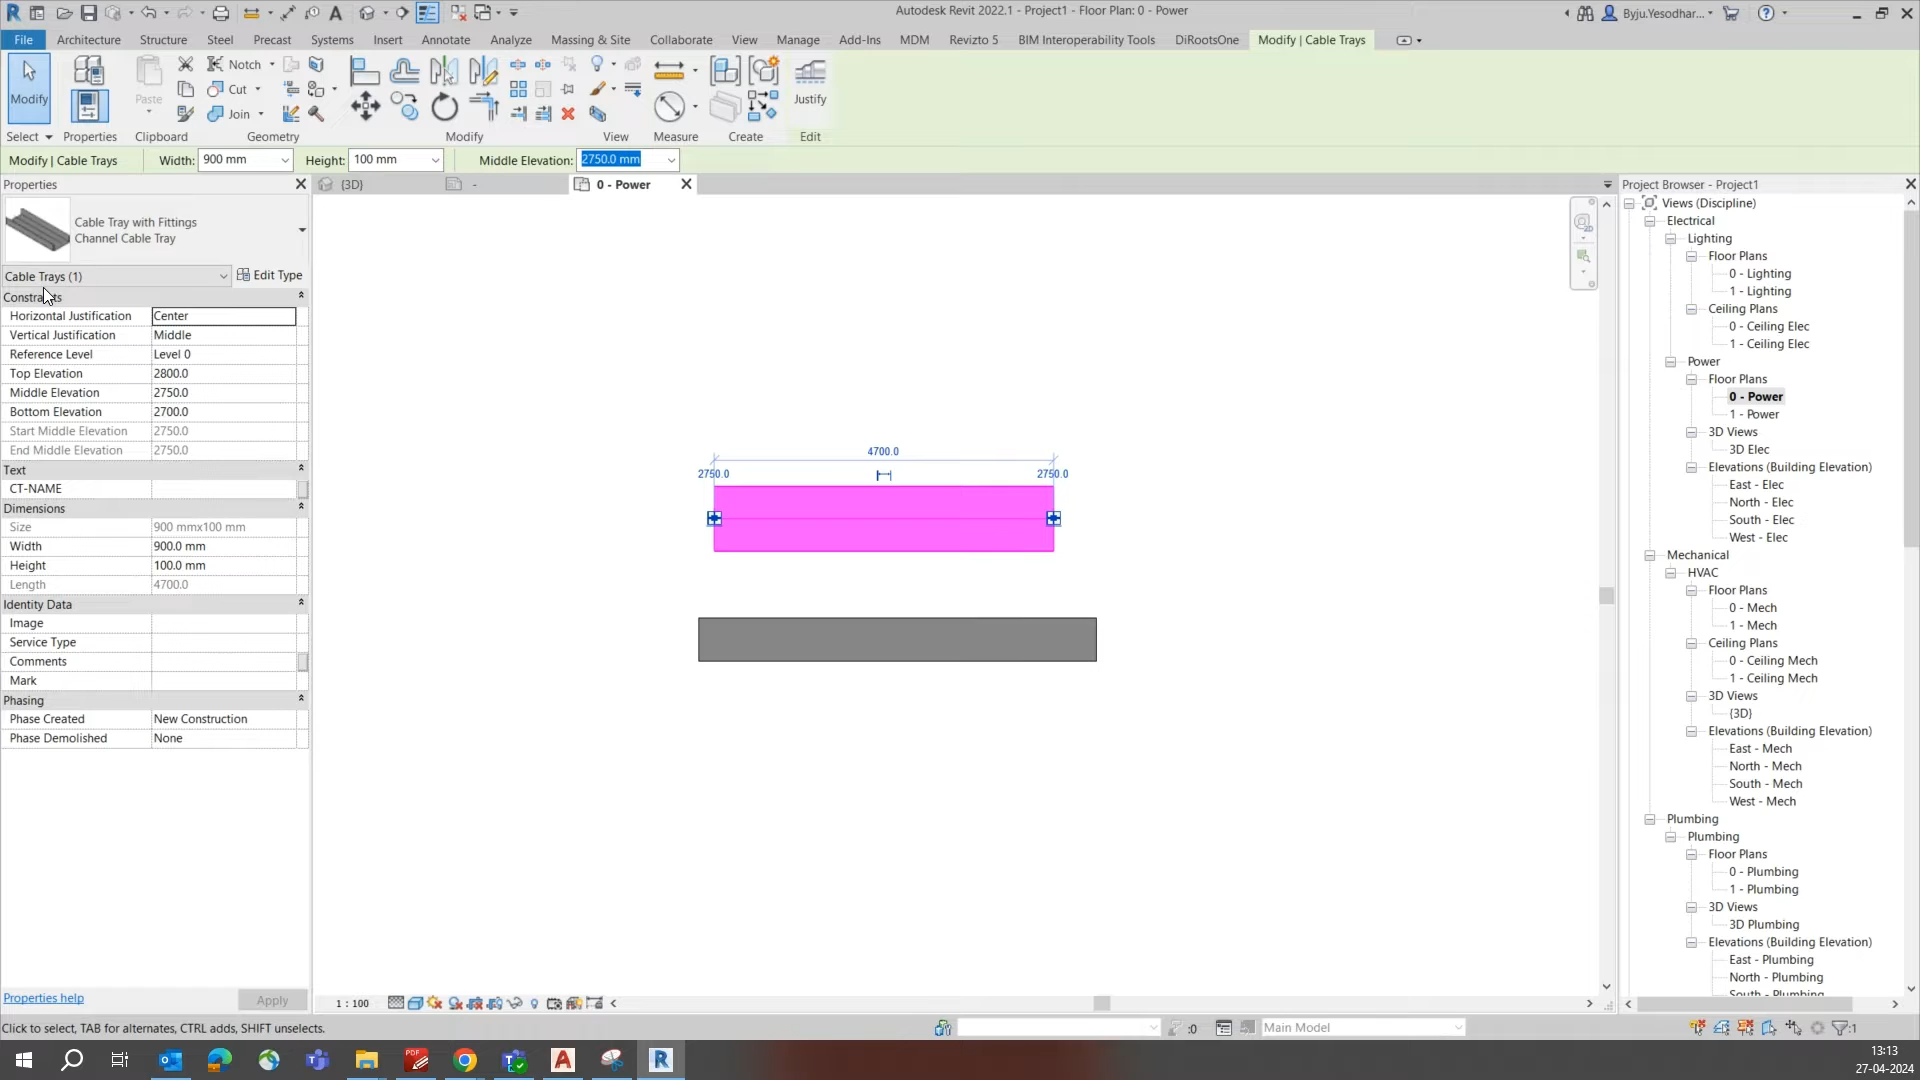 Autodesk Revit 2022.1 - Project1 - Floor Plan: 0 - Power
Byju.Yesodhar...
File Architecture Structure Steel Precast Systems Insert Annotate Analyze Massing & Site Collaborate View Manage Add-Ins MDM Revizto 5 BIM Interoperability Tools DiRootsOne Modify | Cable Trays
Modify
Paste
Notch
Cut
Join
Justify
Select Properties Clipboard Geometry Modify View Measure Create Edit
Modify | Cable Trays Width: 900 mm Height: 100 mm Middle Elevation: 2750.0 mm
Properties
{3D}
-
0 - Power
Project Browser - Project1
Cable Tray with Fittings
Channel Cable Tray
Cable Trays (1) Edit Type
Constraints
Horizontal Justification Center
Vertical Justification Middle
Reference Level Level 0
Top Elevation 2800.0
Middle Elevation 2750.0
Bottom Elevation 2700.0
Start Middle Elevation 2750.0
End Middle Elevation 2750.0
Text
CT-NAME
Dimensions
Size 900 mmx100 mm
Width 900.0 mm
Height 100.0 mm
Length 4700.0
Identity Data
Image
Service Type
Comments
Mark
Phasing
Phase Created New Construction
Phase Demolished None
Properties help Apply
4700.0
2750.0 2750.0
Views (Discipline)
Electrical
Lighting
Floor Plans
0 - Lighting
1 - Lighting
Ceiling Plans
0 - Ceiling Elec
1 - Ceiling Elec
Power
Floor Plans
0 - Power
1 - Power
3D Views
3D Elec
Elevations (Building Elevation)
East - Elec
North - Elec
South - Elec
West - Elec
Mechanical
HVAC
Floor Plans
0 - Mech
1 - Mech
Ceiling Plans
0 - Ceiling Mech
1 - Ceiling Mech
3D Views
{3D}
Elevations (Building Elevation)
East - Mech
North - Mech
South - Mech
West - Mech
Plumbing
Plumbing
Floor Plans
0 - Plumbing
1 - Plumbing
3D Views
3D Plumbing
Elevations (Building Elevation)
East - Plumbing
North - Plumbing
South - Plumbing
1 : 100
Click to select, TAB for alternates, CTRL adds, SHIFT unselects.
:0
Main Model
:1
13:13
27-04-2024